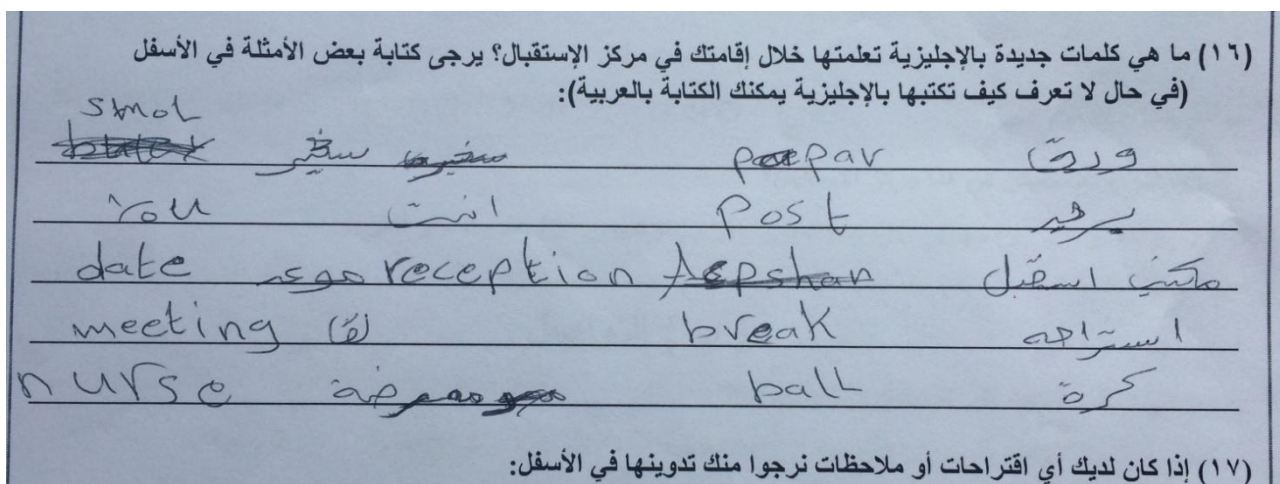 (١٦) ما هي كلمات جديدة بالإجليزية تعلمتها خلال إقامتك في مركز الإستقبال؟ يرجى كتابة بعض الأمثلة في الأسفل
(في حال لا تعرف كيف تكتبها بالإجليزية يمكنك الكتابة بالعربية):
ورق paepar سغير smol
بريد Post انت You
مكتب اسقبل reception موعد date
استراحه break لقا meeting
كرة ball ممرضة nurse
(١٧) إذا كان لديك أي اقتراحات أو ملاحظات نرجوا منك تدوينها في الأسفل: